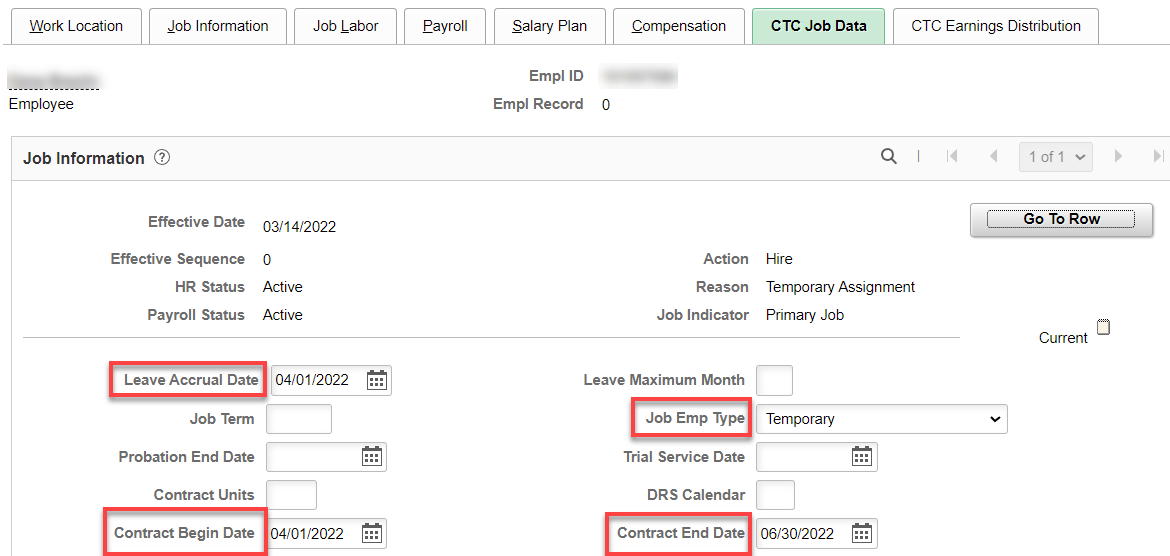 Work Location Job Information Job Labor Payroll Salary Plan Compensation CTC Job Data CTC Earnings Distribution
Empl ID
Employee Empl Record 0
Job Information ? 1 of 1
Effective Date 03/14/2022 Go To Row
Effective Sequence 0 Action Hire
HR Status Active Reason Temporary Assignment
Payroll Status Active Job Indicator Primary Job
Current
Leave Accrual Date 04/01/2022 Leave Maximum Month
Job Term Job Emp Type Temporary
Probation End Date Trial Service Date
Contract Units DRS Calendar
Contract Begin Date 04/01/2022 Contract End Date 06/30/2022